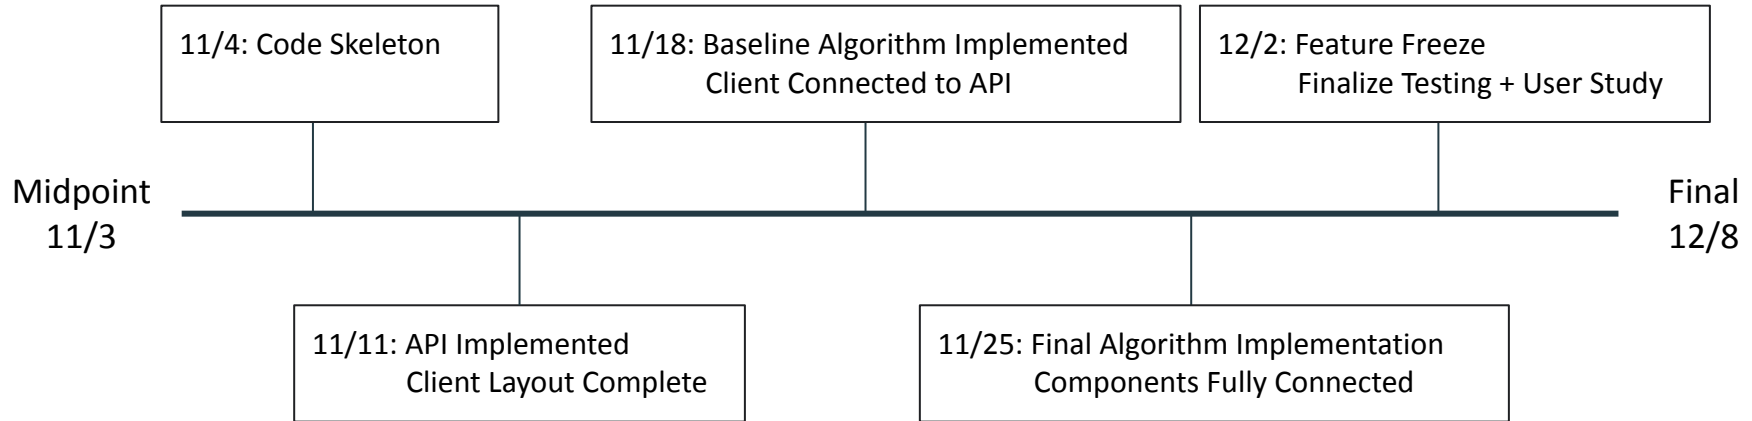 11/4: Code Skeleton
11/18: Baseline Algorithm Implemented
Client Connected to API
12/2: Feature Freeze
Finalize Testing + User Study
Midpoint
11/3
Final
12/8
11/11: API Implemented
Client Layout Complete
11/25: Final Algorithm Implementation
Components Fully Connected